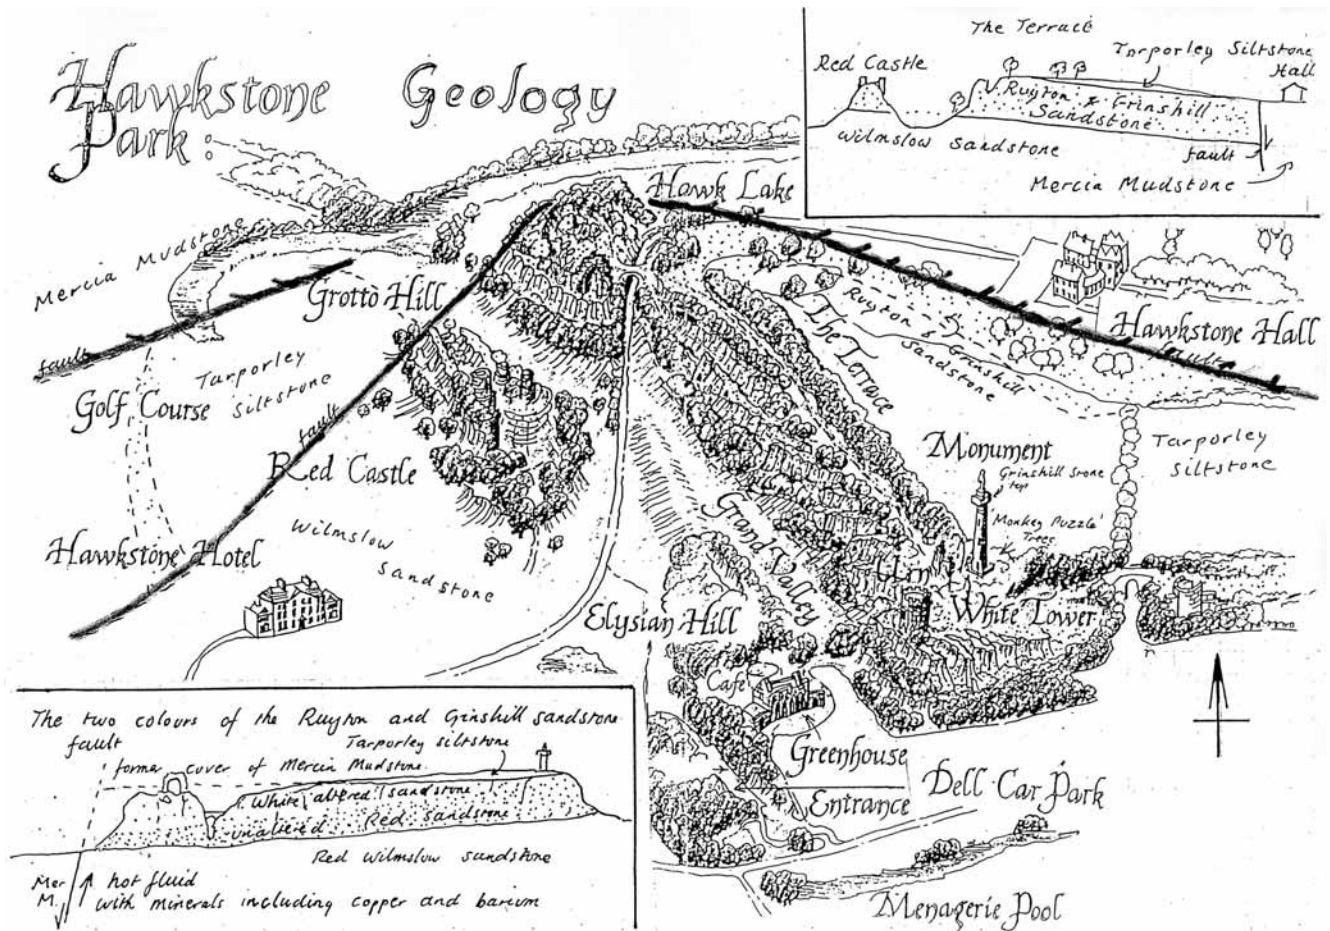 Hawkstone Geology
Park:
The Terrace
Tarporley Siltstone
Red Castle
Hall
Ruyton & Grinshill
Sandstone
Wilmslow Sandstone
fault
Mercia Mudstone
Hawk Lake
Mercia Mudstone
Grotto Hill
fault
Tarporley
Siltstone
Golf Course
fault
Red Castle
Hawkstone Hotel
Wilmslow
Sandstone
The Terrace
Ruyton & Grinshill
Sandstone
Hawkstone Hall
fault
Tarporley
Siltstone
Monument
Grinshill Stone
top
Monkey Puzzle
Trees
Grand Valley
Urn
White Tower
Elysian Hill
Cafe
Greenhouse
Entrance
Dell Car Park
Menagerie Pool
The two colours of the Ruyton and Ginshill sandstone
fault
Tarporley siltstone
former cover of Mercia Mudstone
White altered sandstone
unaltered Red sandstone
Red Wilmslow sandstone
Mer
M.
hot fluid
with minerals including copper and barium